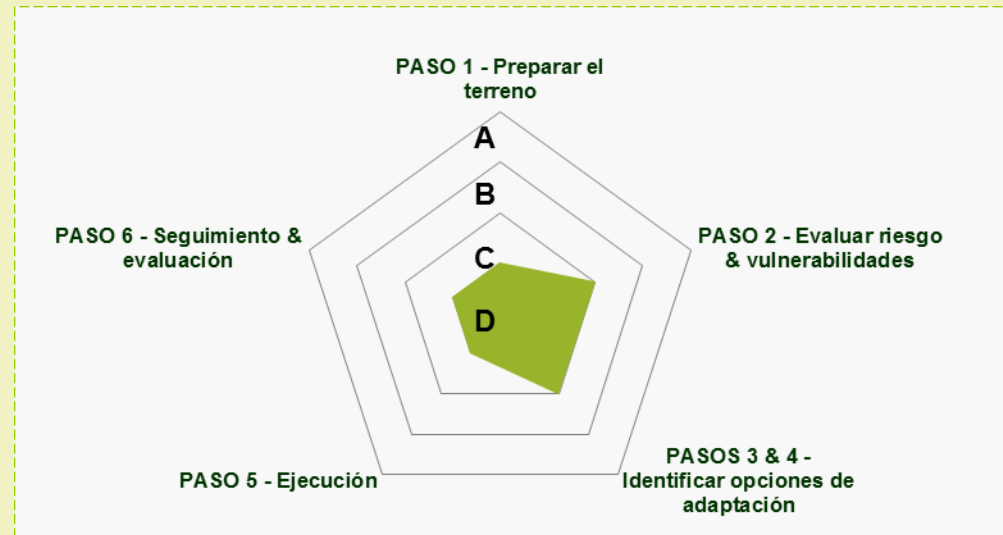 PASO 1 - Preparar el
terreno
A
B
PASO 6 - Seguimiento &
evaluación
PASO 2 - Evaluar riesgo
& vulnerabilidades
C
D
PASO 5 - Ejecución
PASOS 3 & 4 -
Identificar opciones de
adaptación